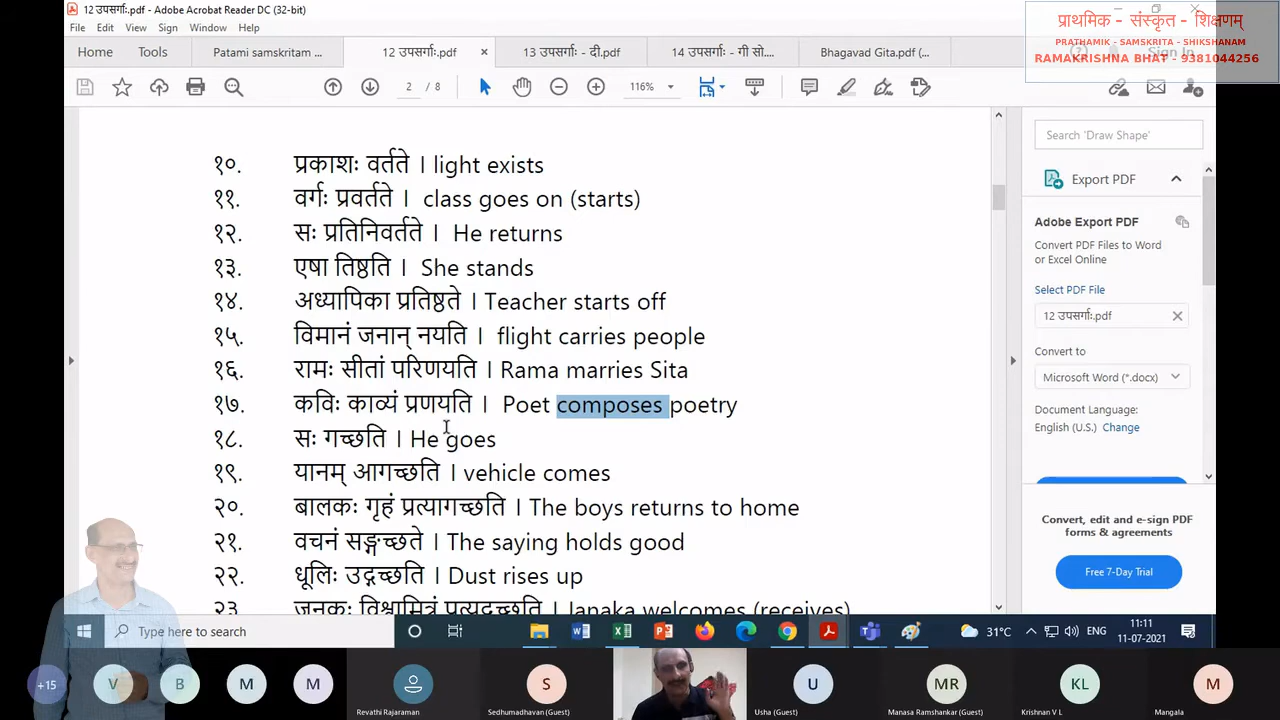 12 उपसर्गाः.pdf - Adobe Acrobat Reader DC (32-bit)
प्राथमिक - संस्कृत - शिक्षणम्
PRATHAMIK - SAMSKRITA - SHIKSHANAM
RAMAKRISHNA BHAT - 9381044256
File Edit View Sign Window Help
Home Tools Patami samskritam ... 12 उपसर्गाः.pdf × 13 उपसर्गाः - दी.pdf 14 उपसर्गाः - गी सो.... Bhagavad Gita.pdf (... Sign In
2 / 8 116%
१०. प्रकाशः वर्तते । light exists
११. वर्गः प्रवर्तते । class goes on (starts)
१२. सः प्रतिनिवर्तते । He returns
१३. एषा तिष्ठति । She stands
१४. अध्यापिका प्रतिष्ठते । Teacher starts off
१५. विमानं जनान् नयति । flight carries people
१६. रामः सीतां परिणयति । Rama marries Sita
१७. कविः काव्यं प्रणयति । Poet composes poetry
१८. सः गच्छति । He goes
१९. यानम् आगच्छति । vehicle comes
२०. बालकः गृहं प्रत्यागच्छति । The boys returns to home
२१. वचनं सङ्गच्छते । The saying holds good
२२. धूलिः उद्गच्छति । Dust rises up
२३. जनकः विश्वामित्रं प्रत्युद्गच्छति । Janaka welcomes (receives)
Search 'Draw Shape'
Export PDF
Adobe Export PDF
Convert PDF Files to Word
or Excel Online
Select PDF File
12 उपसर्गाः.pdf ×
Convert to
Microsoft Word (*.docx)
Document Language:
English (U.S.) Change
Convert, edit and e-sign PDF
forms & agreements
Free 7-Day Trial
Type here to search
31°C ENG 11:11
11-07-2021
+15 V B M M S U MR KL M
Revathi Rajaraman Sedhumadhavan (Guest) Usha (Guest) Manasa Ramshankar (Guest) Krishnan V L Mangala